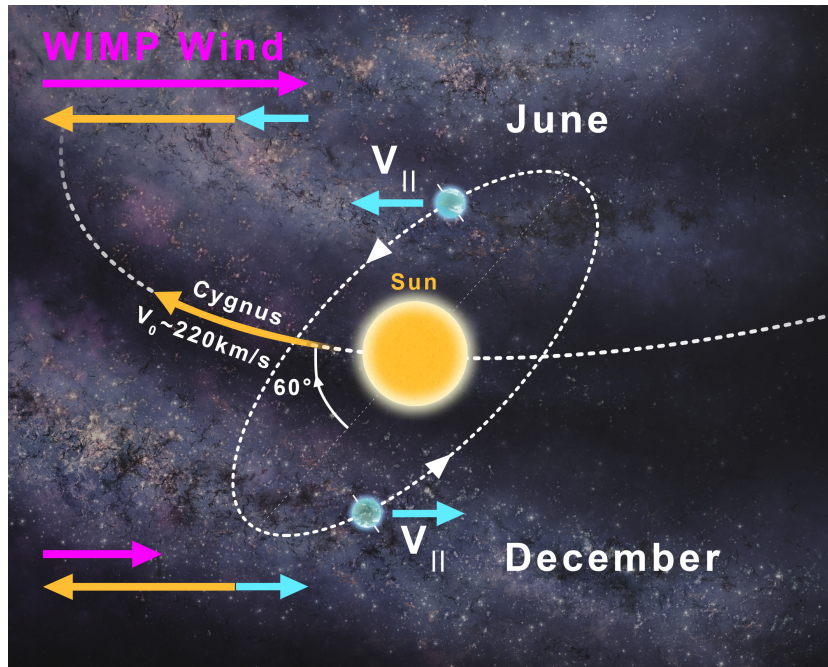 WIMP Wind
June
V||
Sun
Cygnus
V0~220km/s
60°
V||
December